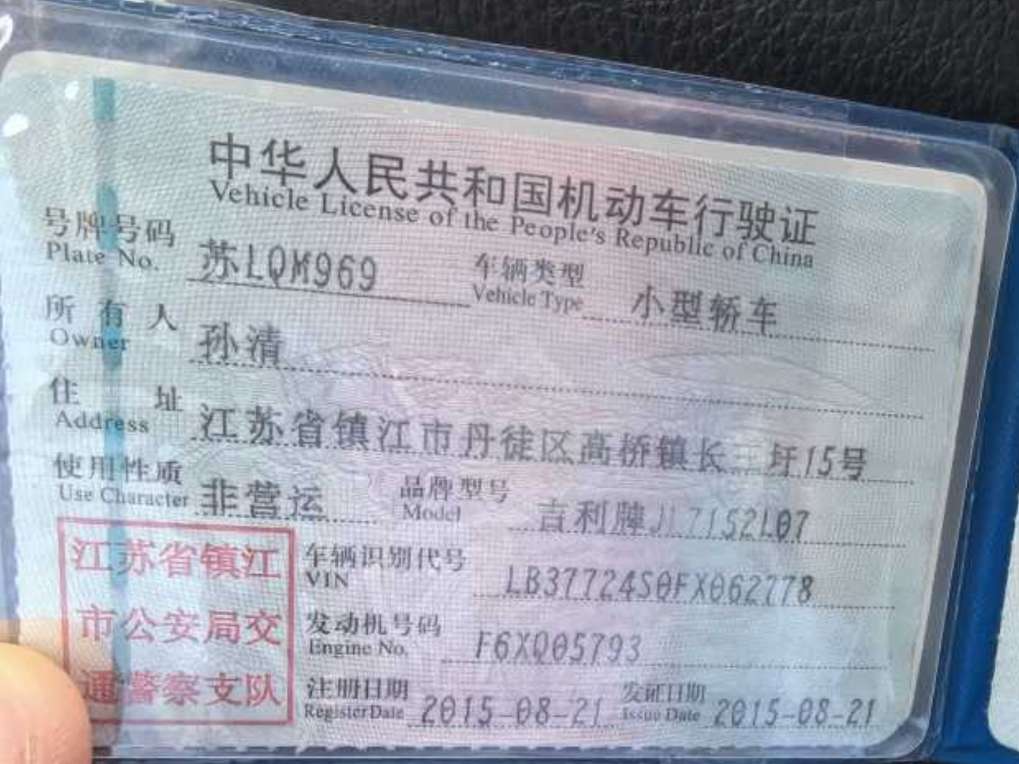 中华人民共和国机动车行驶证
Vehicle License of the People's Republic of China
号牌号码 苏LQM969 车辆类型 小型轿车
Plate No. Vehicle Type
所有人 孙清
Owner
住址 江苏省镇江市丹徒区高桥镇长三圩15号
Address
使用性质 非营运 品牌型号 吉利牌JL7152L07
Use Character Model
江苏省镇江
市公安局交
通警察支队
车辆识别代号 LB37724S0FX062778
VIN
发动机号码 F6XQ05793
Engine No.
注册日期 2015-08-21 发证日期 2015-08-21
Register Date Issue Date